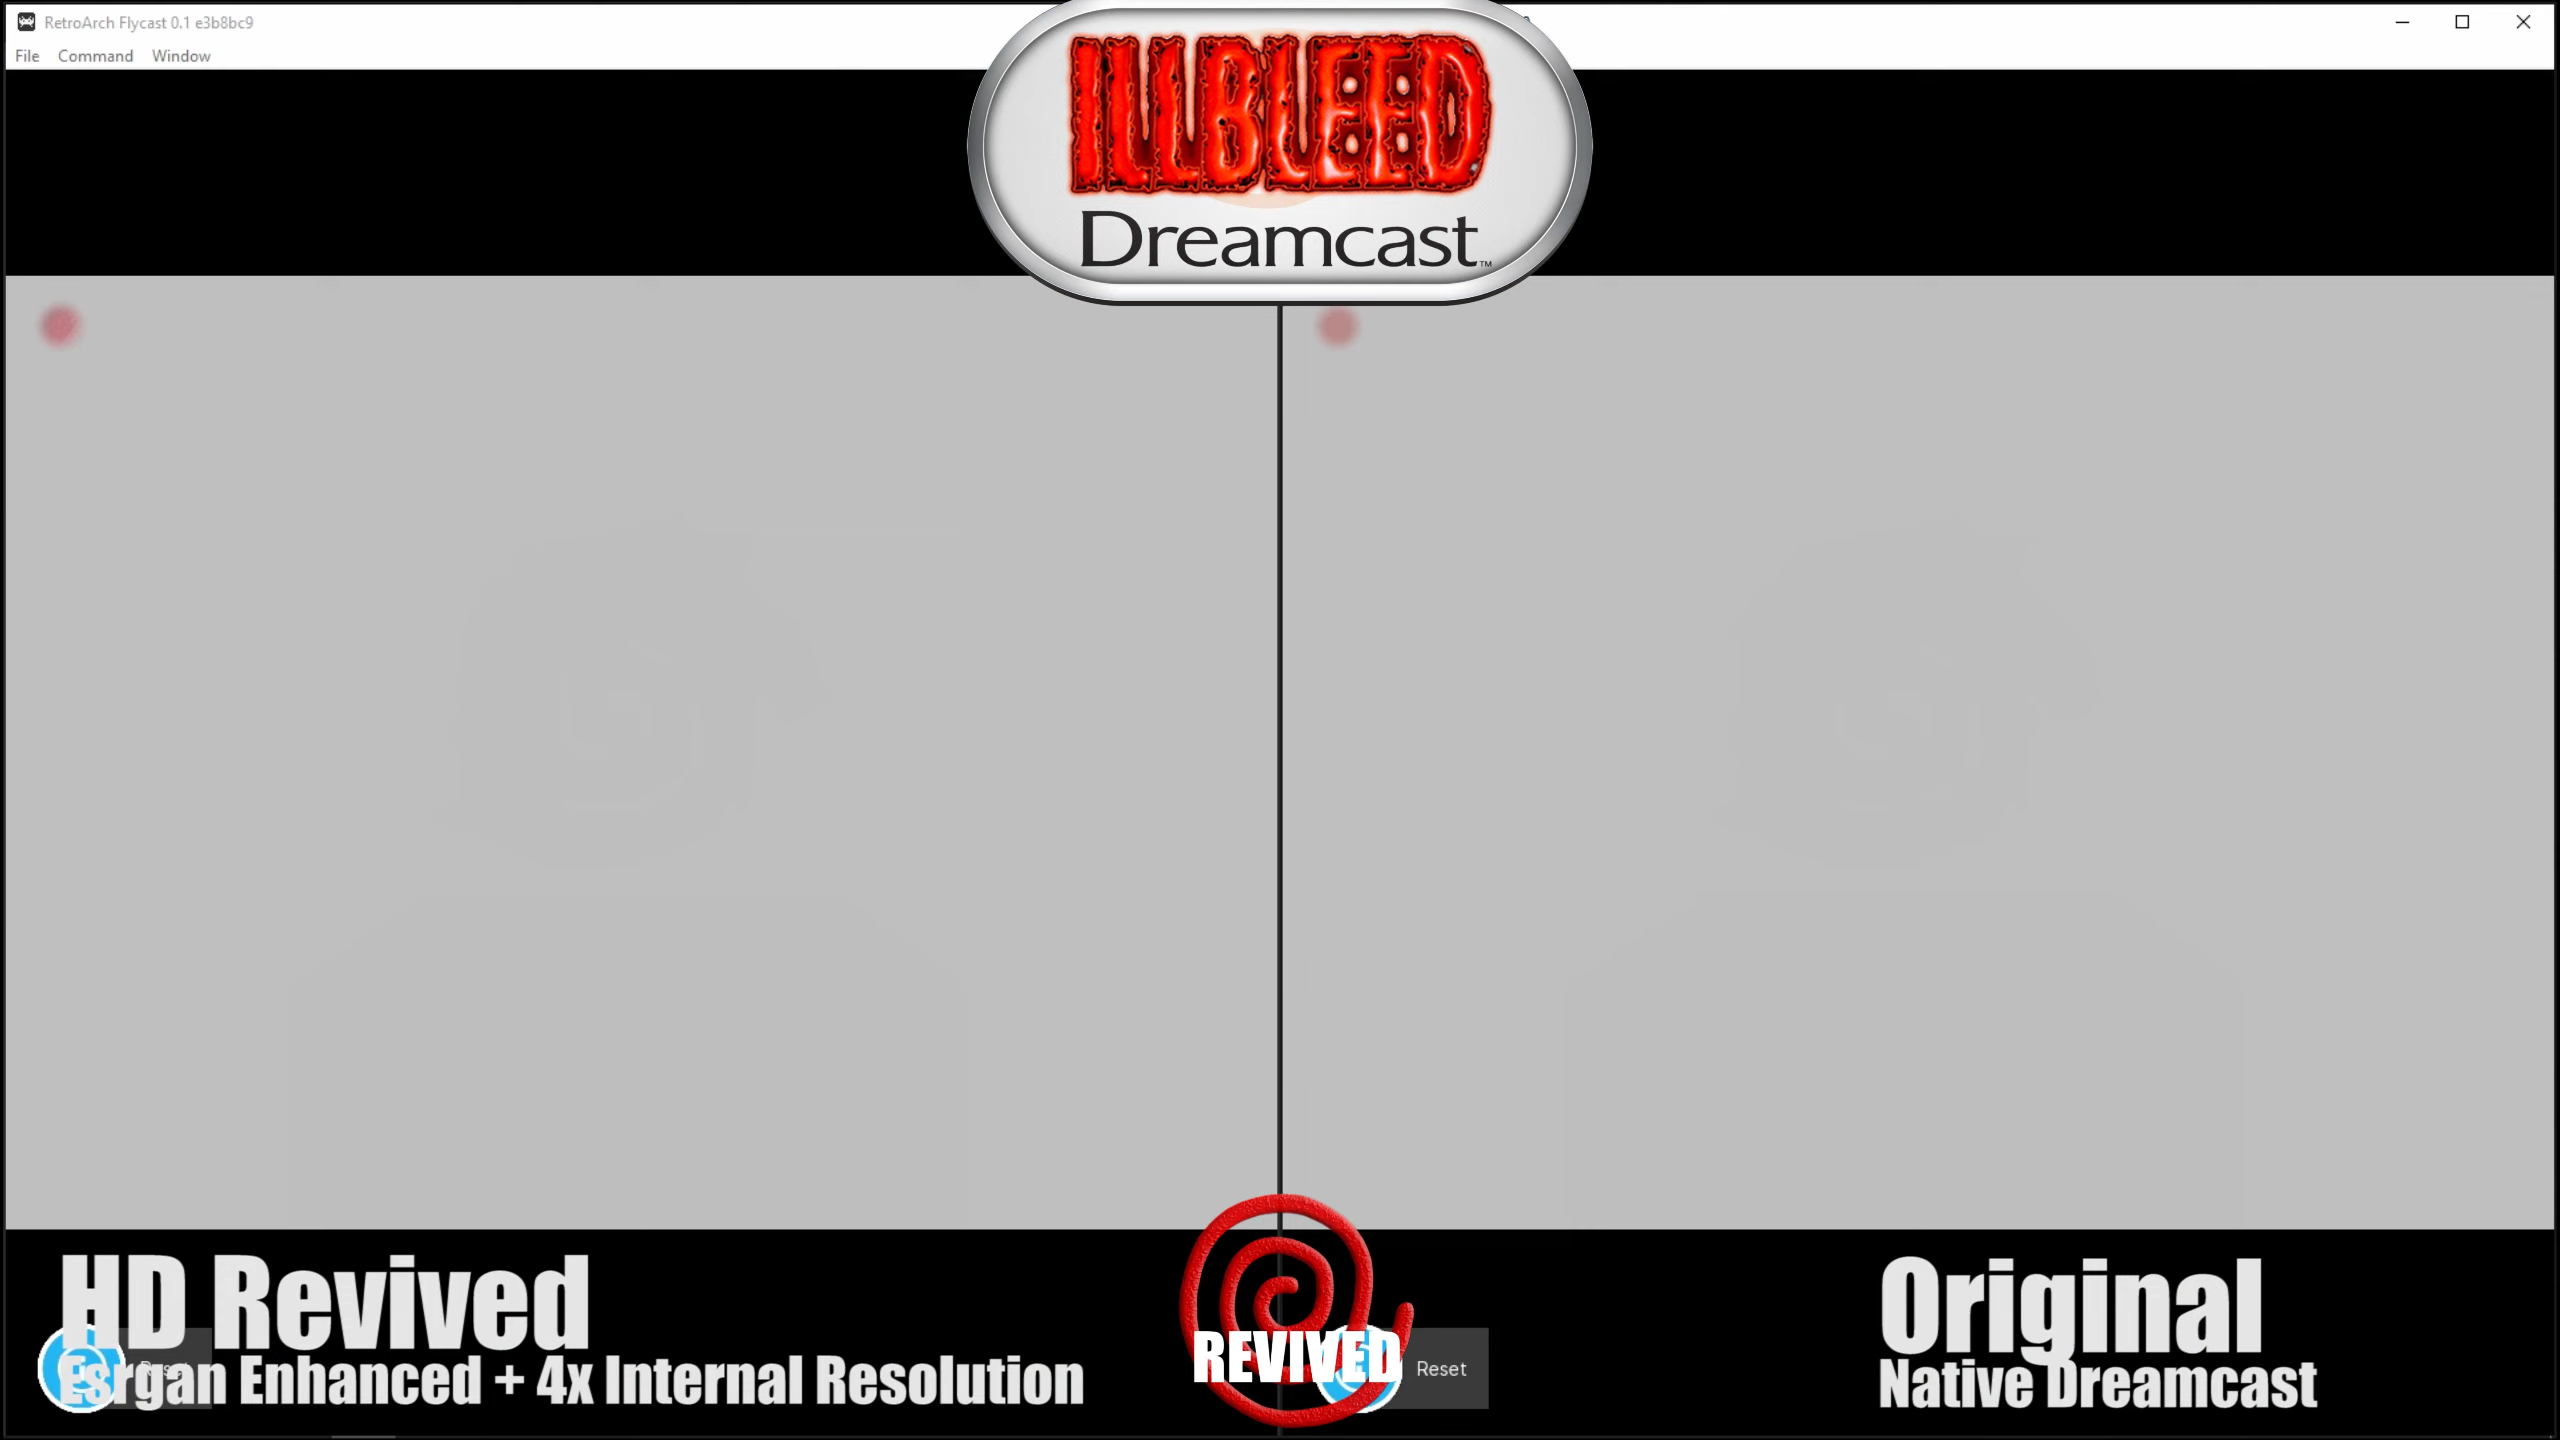 RetroArch Flycast 0.1 e3b8bc9
File Command Window
ILLBLEED
Dreamcast™
HD Revived
Esrgan Enhanced + 4x Internal Resolution
REVIVED
Reset
Original
Native Dreamcast